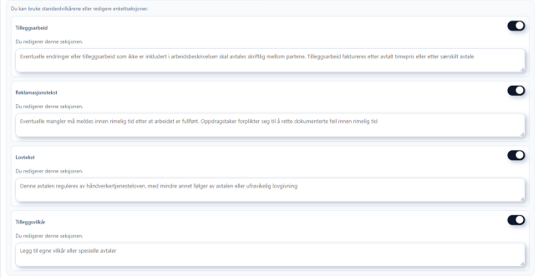 Du kan bruke standardvilkårene eller redigere enkeltseksjoner.
Tilleggsarbeid
Du redigerer denne seksjonen.
Eventuelle endringer eller tilleggsarbeid som ikke er inkludert i arbeidsbeskrivelsen skal avtales skriftlig mellom partene. Tilleggsarbeid faktureres etter avtalt timepris eller etter særskilt avtale
Reklamasjonstekst
Du redigerer denne seksjonen.
Eventuelle mangler må meldes innen rimelig tid etter at arbeidet er fullført. Oppdragstaker forplikter seg til å rette dokumenterte feil innen rimelig tid
Lovtekst
Du redigerer denne seksjonen.
Denne avtalen reguleres av håndverkertjenesteloven, med mindre annet følger av avtalen eller ufravikelig lovgivning
Tilleggsvilkår
Du redigerer denne seksjonen.
Legg til egne vilkår eller spesielle avtaler